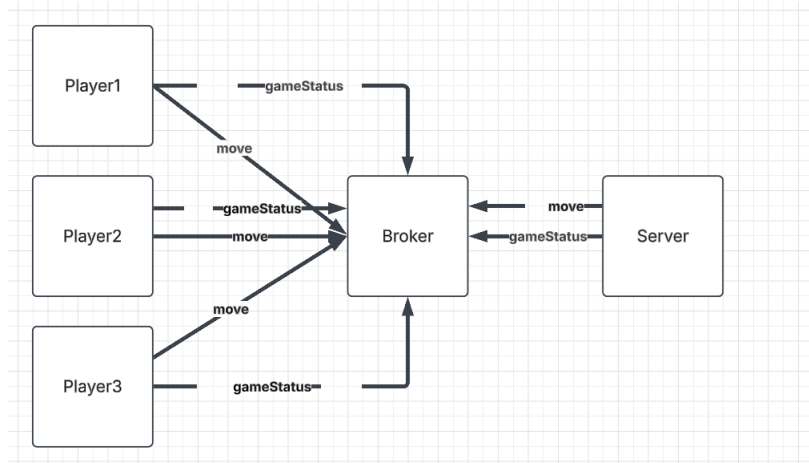 Player1
gameStatus
move
Player2
gameStatus
move
Broker
move
gameStatus
Server
move
Player3
gameStatus